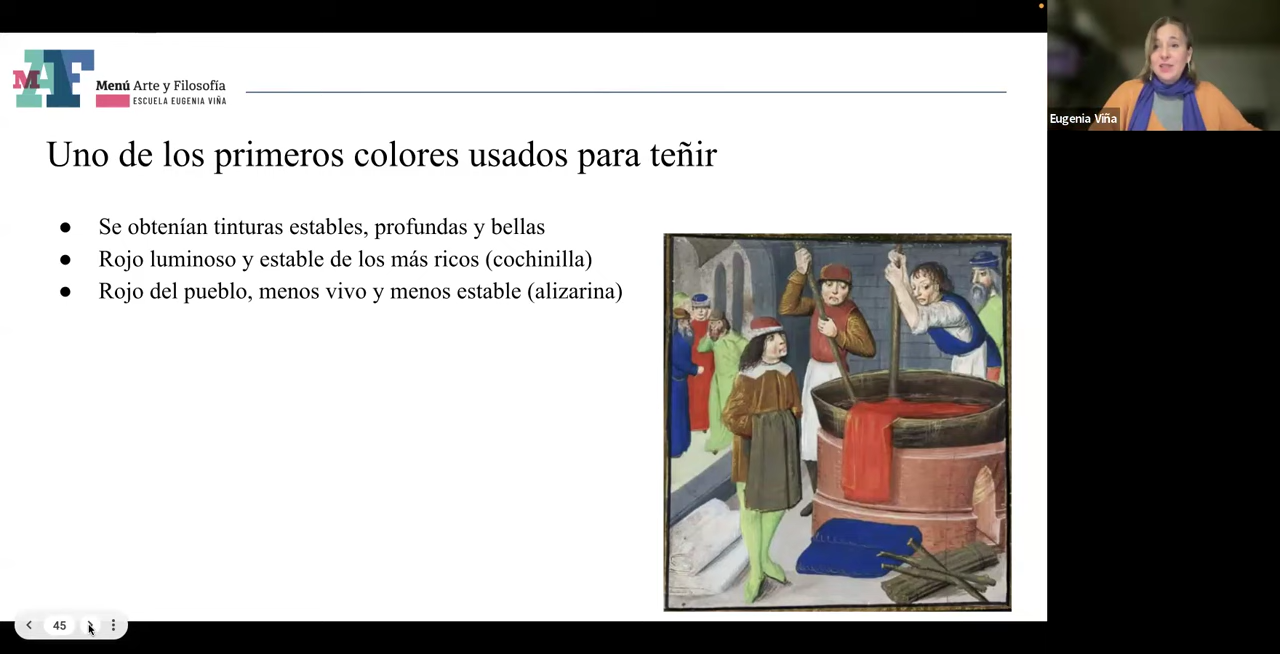 MAF
Menú Arte y Filosofía
ESCUELA EUGENIA VIÑA
Eugenia Viña
Uno de los primeros colores usados para teñir
● Se obtenían tinturas estables, profundas y bellas
● Rojo luminoso y estable de los más ricos (cochinilla)
● Rojo del pueblo, menos vivo y menos estable (alizarina)
45